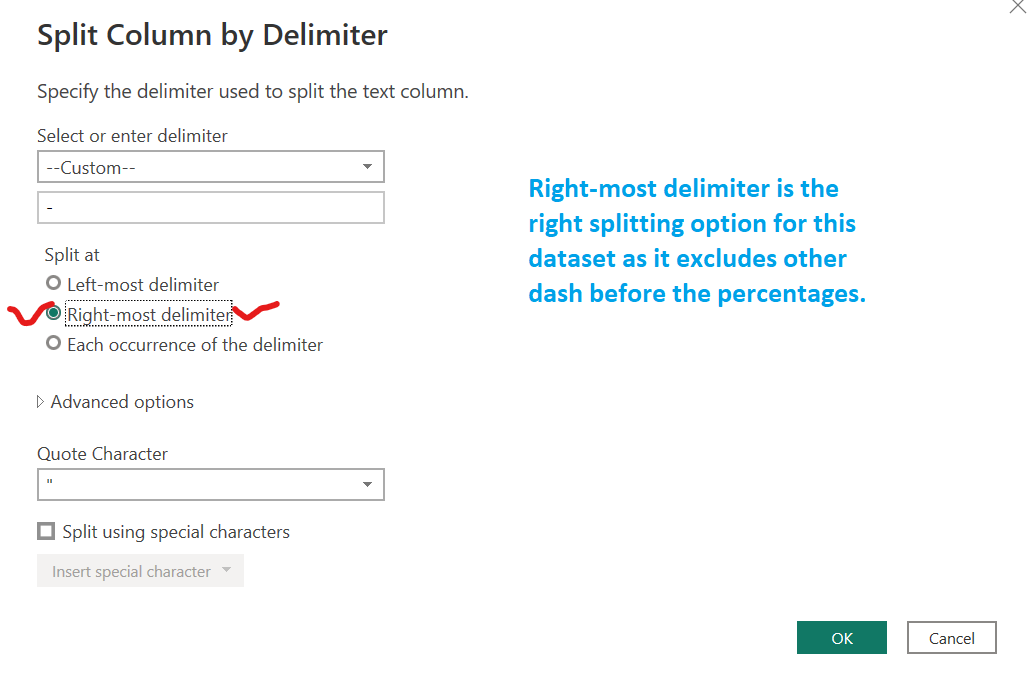 Split Column by Delimiter
Specify the delimiter used to split the text column.
Select or enter delimiter
--Custom--
-
Split at
Left-most delimiter
Right-most delimiter
Each occurrence of the delimiter
Advanced options
Quote Character
"
Split using special characters
Insert special character
Right-most delimiter is the
right splitting option for this
dataset as it excludes other
dash before the percentages.
OK
Cancel